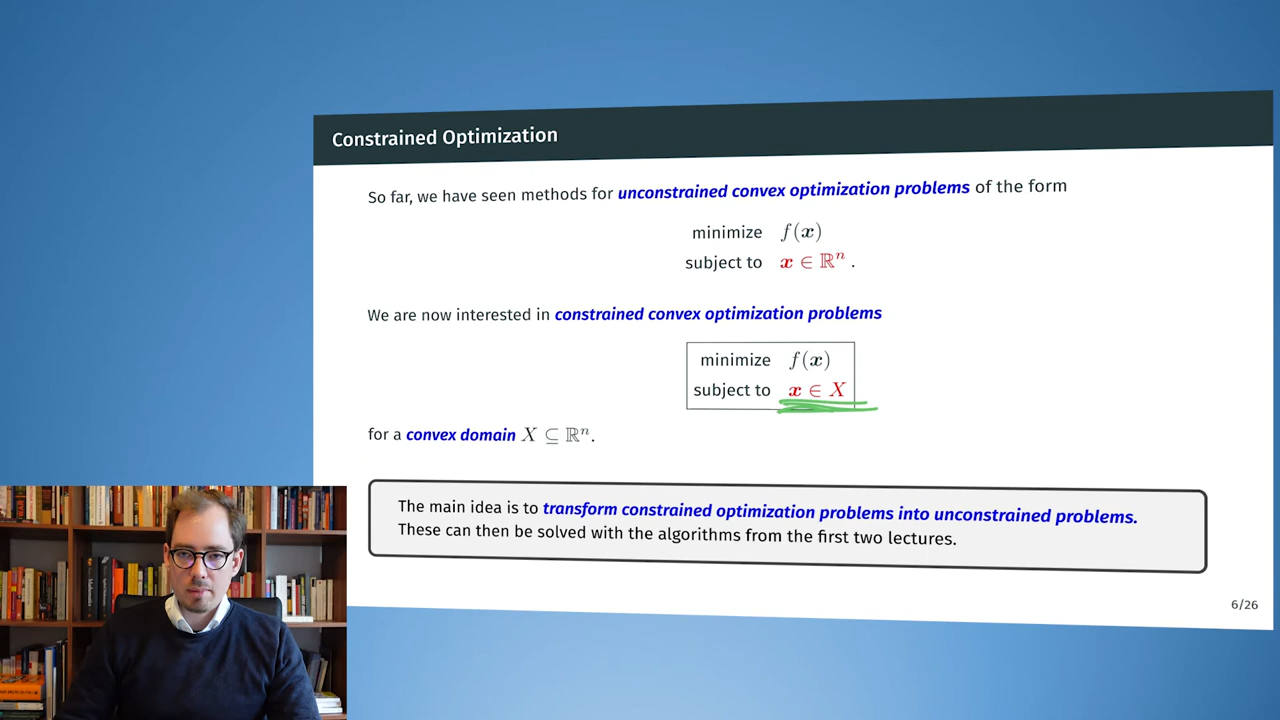 Constrained Optimization
So far, we have seen methods for unconstrained convex optimization problems of the form
minimize f(x)
subject to x ∈ ℝⁿ .
We are now interested in constrained convex optimization problems
minimize f(x)
subject to x ∈ X
for a convex domain X ⊆ ℝⁿ.
The main idea is to transform constrained optimization problems into unconstrained problems.
These can then be solved with the algorithms from the first two lectures.
6/26